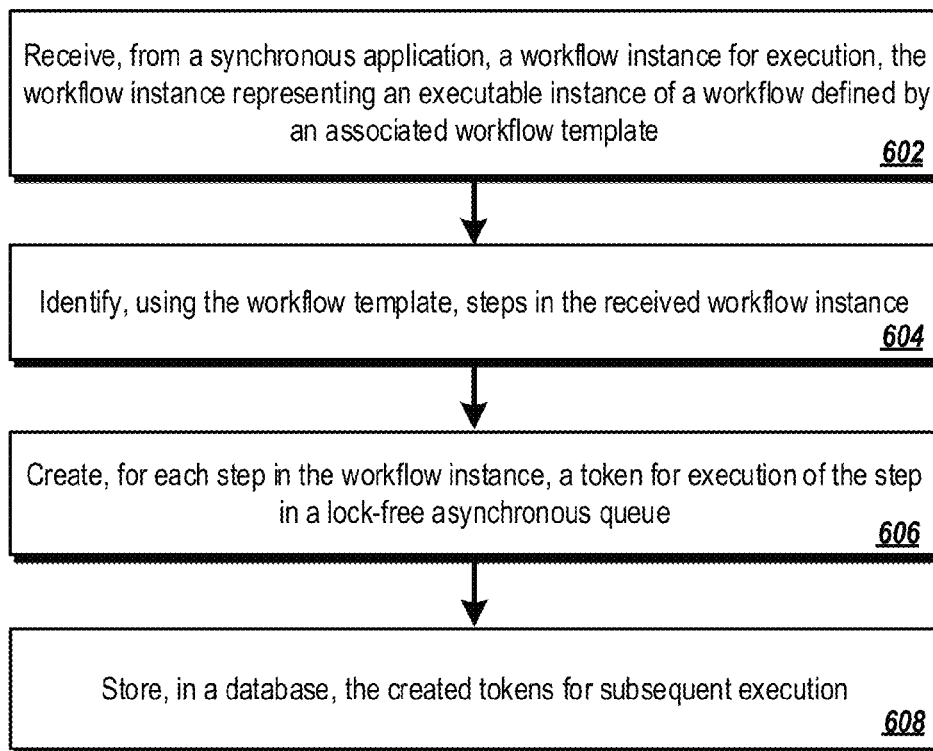 Receive, from a synchronous application, a workflow instance for execution, the
workflow instance representing an executable instance of a workflow defined by
an associated workflow template
602
Identify, using the workflow template, steps in the received workflow instance
604
Create, for each step in the workflow instance, a token for execution of the step
in a lock-free asynchronous queue
606
Store, in a database, the created tokens for subsequent execution
608